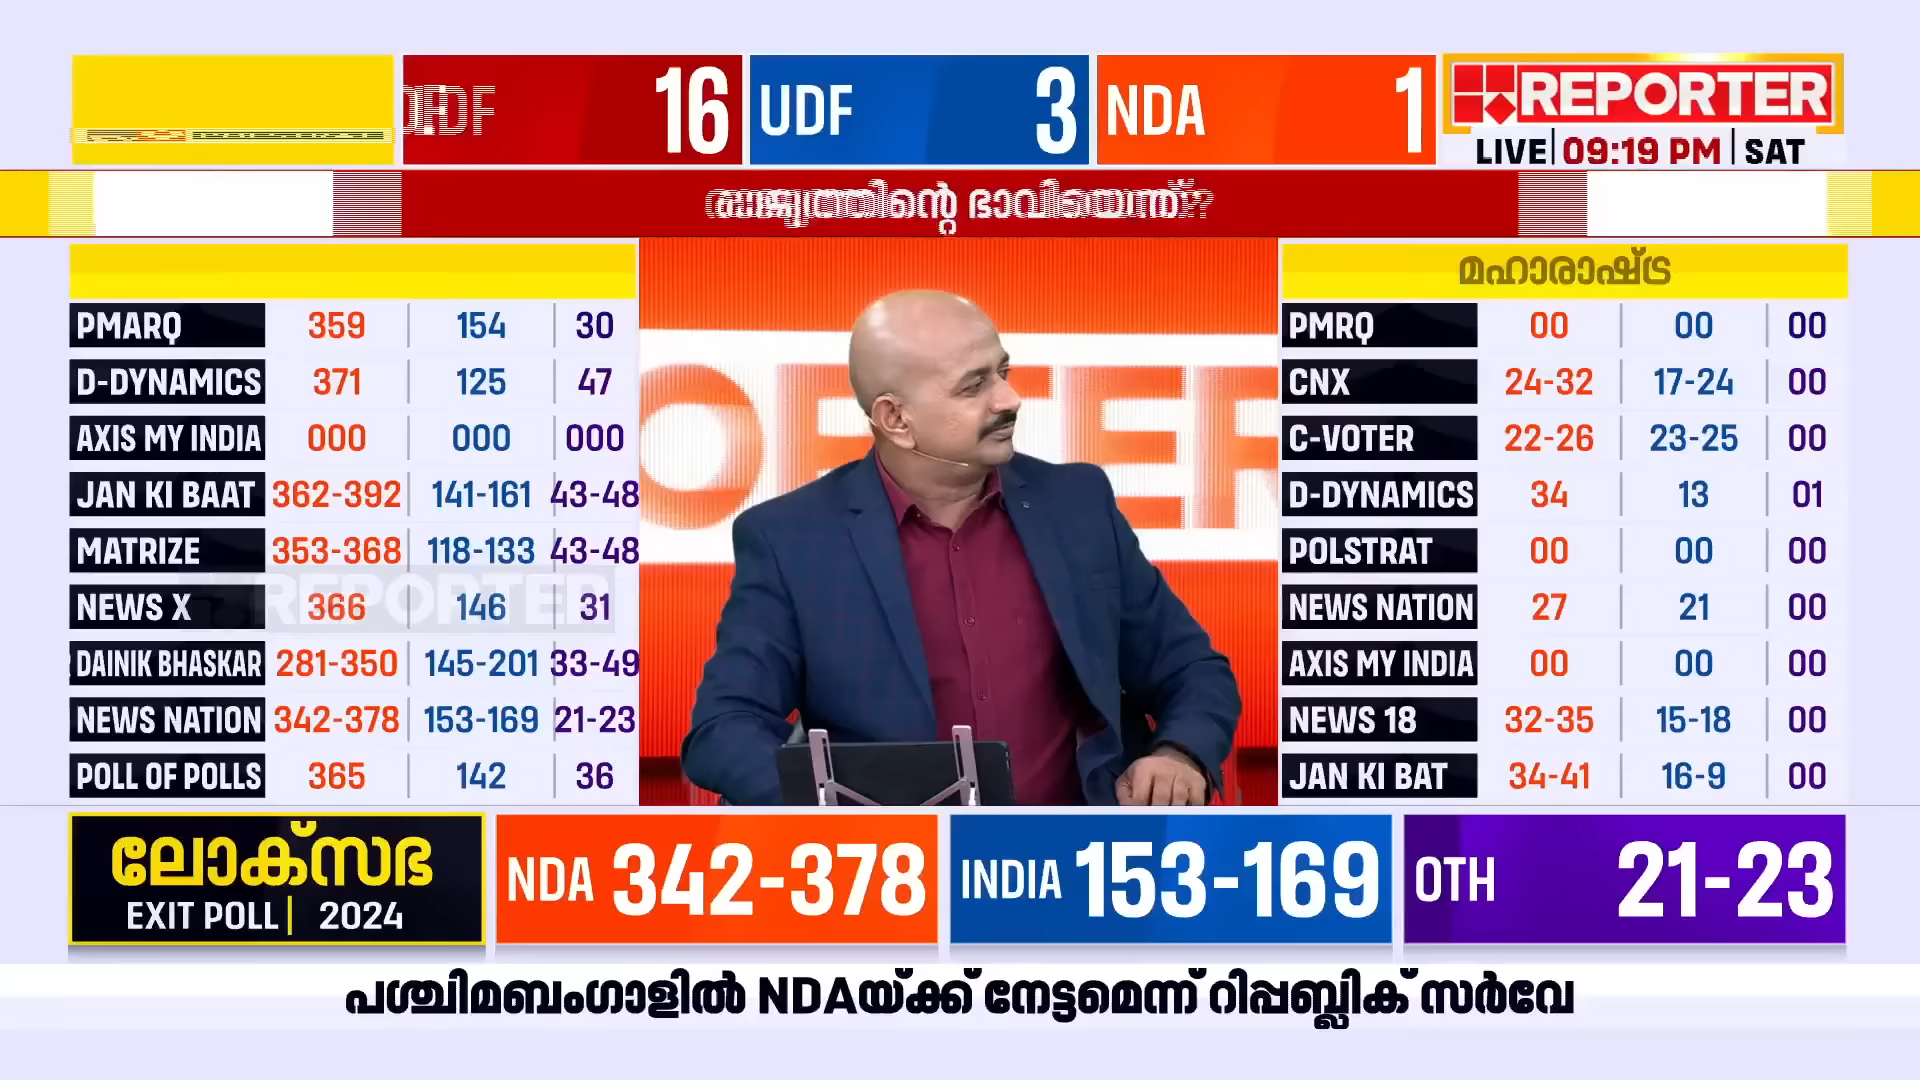 16
UDF 3
NDA 1
REPORTER
LIVE 09:19 PM SAT
രാജ്യത്തിന്റെ ഭാവിയെന്ത്?
PMARQ 359 154 30
D-DYNAMICS 371 125 47
AXIS MY INDIA 000 000 000
JAN KI BAAT 362-392 141-161 43-48
MATRIZE 353-368 118-133 43-48
NEWS X 366 146 31
DAINIK BHASKAR 281-350 145-201 33-49
NEWS NATION 342-378 153-169 21-23
POLL OF POLLS 365 142 36
REPORTER
മഹാരാഷ്ട്ര
PMRQ 00 00 00
CNX 24-32 17-24 00
C-VOTER 22-26 23-25 00
D-DYNAMICS 34 13 01
POLSTRAT 00 00 00
NEWS NATION 27 21 00
AXIS MY INDIA 00 00 00
NEWS 18 32-35 15-18 00
JAN KI BAT 34-41 16-9 00
ലോക്സഭ
EXIT POLL 2024
NDA 342-378
INDIA 153-169
OTH 21-23
പശ്ചിമബംഗാളിൽ NDAയ്ക്ക് നേട്ടമെന്ന് റിപ്പബ്ലിക് സർവേ